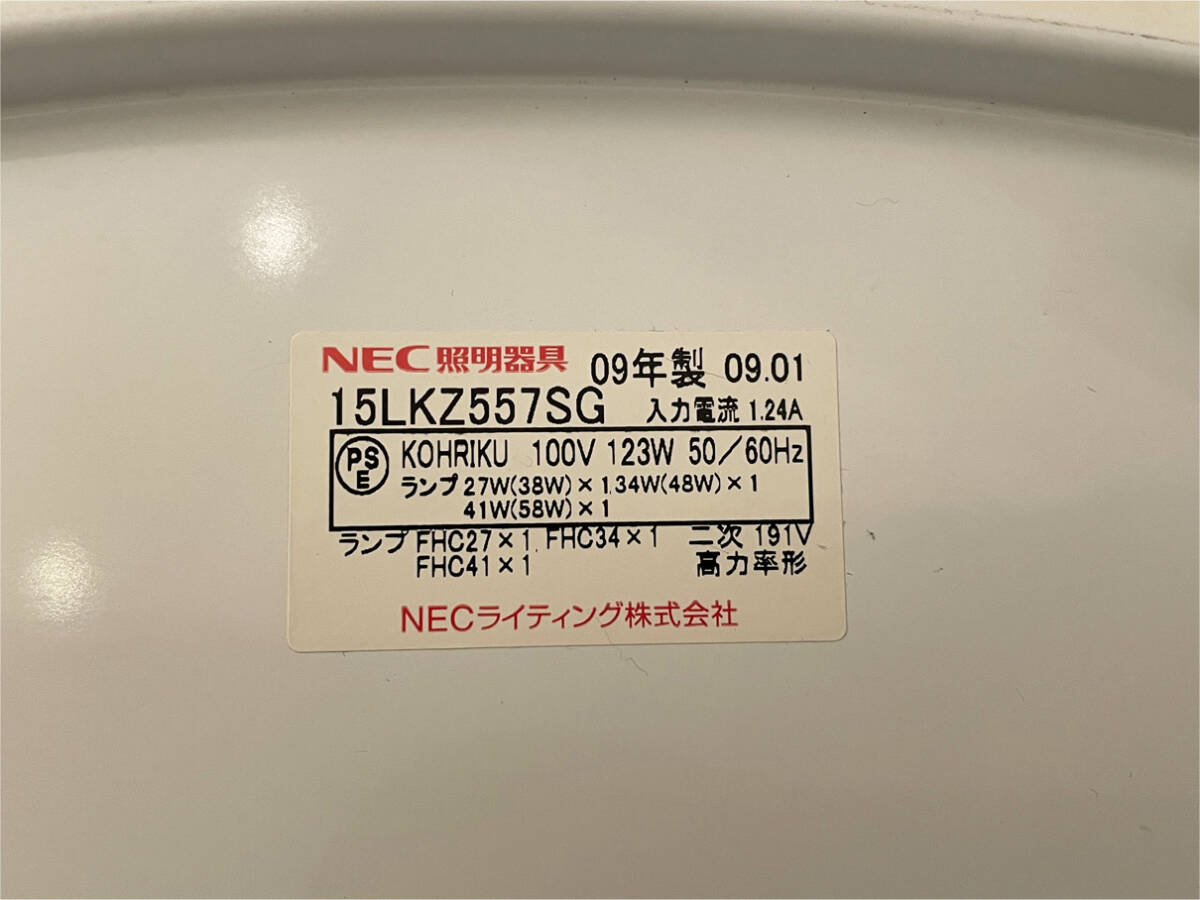 NEC照明器具 09年製 09.01
15LKZ557SG 入力電流 1.24A
PSE KOHRIKU 100V 123W 50/60Hz
ランプ 27W(38W)×1,34W(48W)×1
41W(58W)×1
ランプ FHC27×1, FHC34×1 二次 191V
FHC41×1 高力率形
NECライティング株式会社